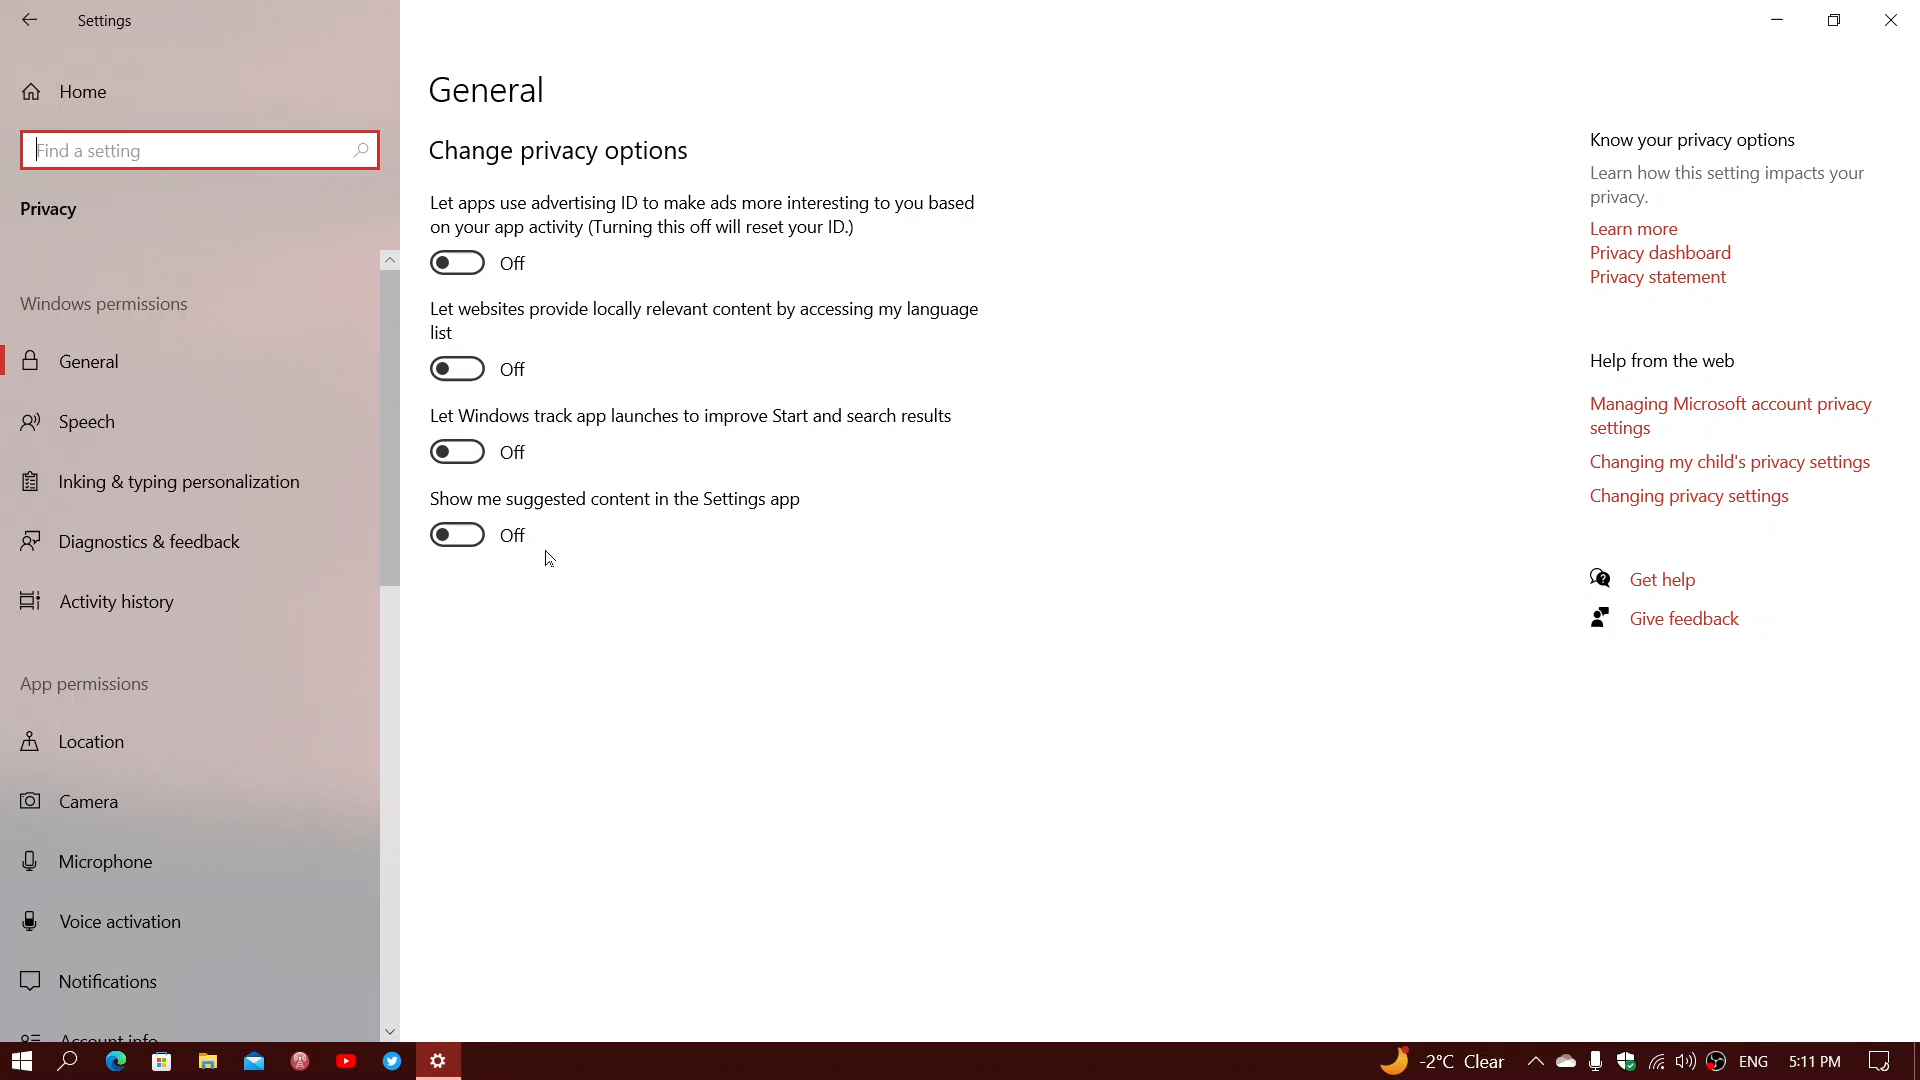 Settings
Home
Find a setting
Privacy
Windows permissions
General
Speech
Inking & typing personalization
Diagnostics & feedback
Activity history
App permissions
Location
Camera
Microphone
Voice activation
Notifications
Account info
General
Change privacy options
Let apps use advertising ID to make ads more interesting to you based
on your app activity (Turning this off will reset your ID.)
Off
Let websites provide locally relevant content by accessing my language
list
Off
Let Windows track app launches to improve Start and search results
Off
Show me suggested content in the Settings app
Off
Know your privacy options
Learn how this setting impacts your
privacy.
Learn more
Privacy dashboard
Privacy statement
Help from the web
Managing Microsoft account privacy
settings
Changing my child's privacy settings
Changing privacy settings
Get help
Give feedback
-2°C Clear
ENG
5:11 PM